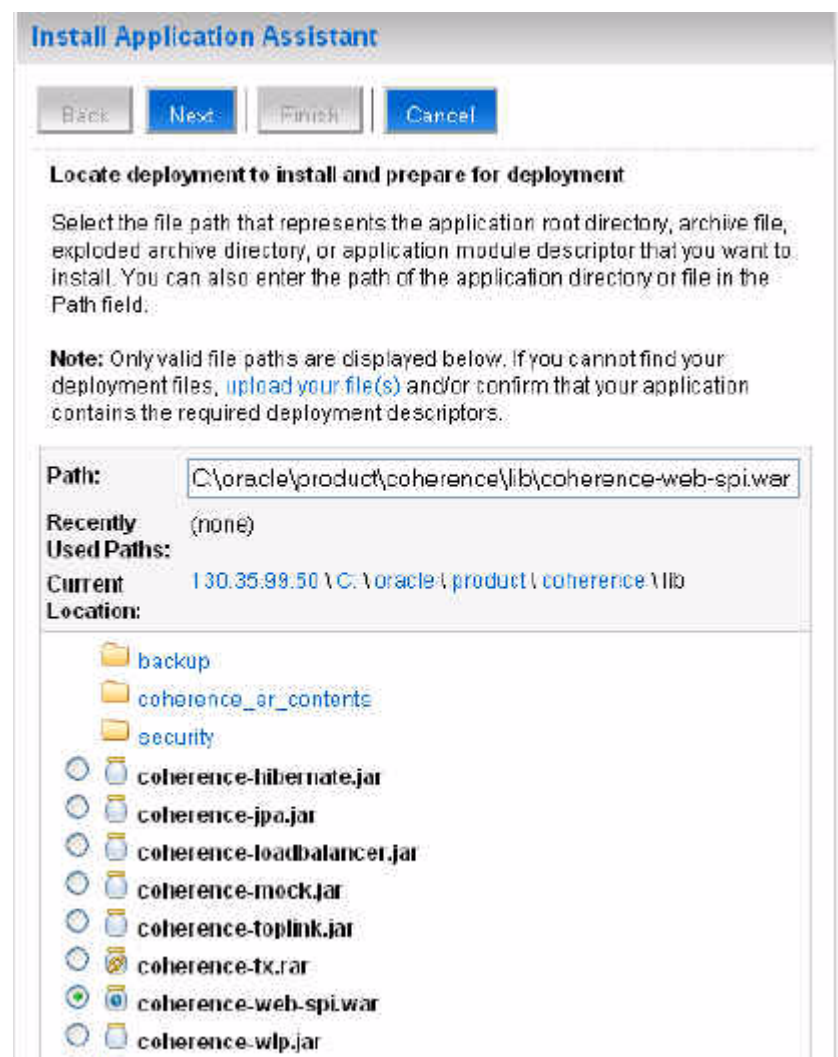 Install Application Assistant
Back Next Finish Cancel
Locate deployment to install and prepare for deployment
Select the file path that represents the application root directory, archive file,
exploded archive directory, or application module descriptor that you want to
install. You can also enter the path of the application directory or file in the
Path field.
Note: Only valid file paths are displayed below. If you cannot find your
deployment files, upload your file(s) and/or confirm that your application
contains the required deployment descriptors.
Path: C:\oracle\product\coherence\lib\coherence-web-spi.war
Recently
Used Paths:
(none)
Current
Location:
130.35.99.50 \ C: \ oracle \ product \ coherence \ lib
backup
coherence_ar_contents
security
coherence-hibernate.jar
coherence-jpa.jar
coherence-loadbalancer.jar
coherence-mock.jar
coherence-toplink.jar
coherence-tx.rar
coherence-web-spi.war
coherence-wlp.jar